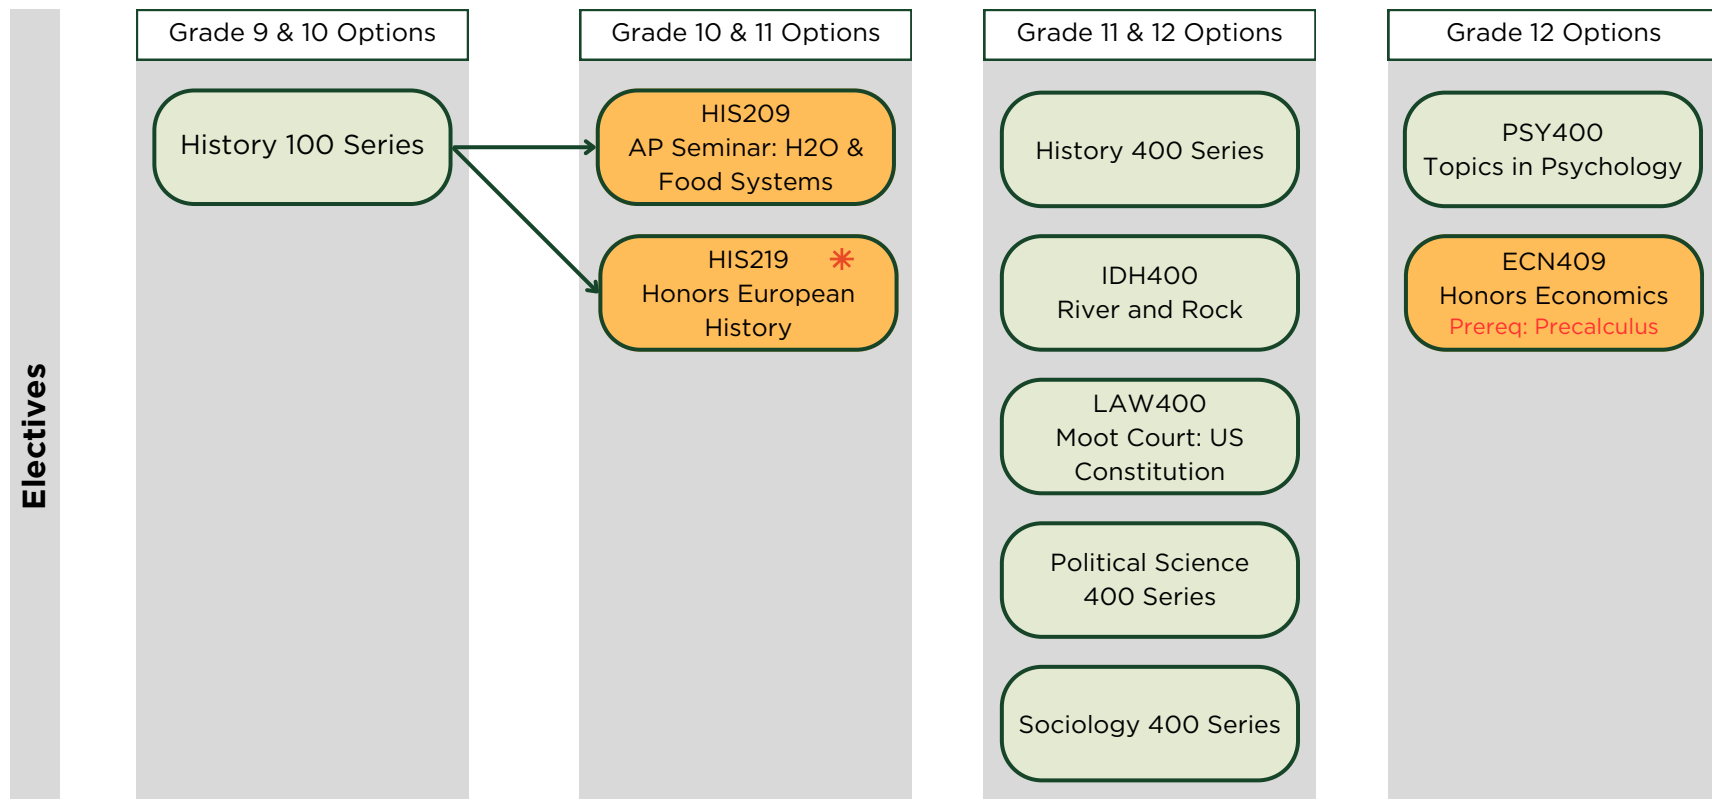 Grade 9 & 10 Options
Grade 10 & 11 Options
Grade 11 & 12 Options
Grade 12 Options
Electives
History 100 Series
HIS209
AP Seminar: H2O &
Food Systems
HIS219
Honors European
History
History 400 Series
IDH400
River and Rock
LAW400
Moot Court: US
Constitution
Political Science
400 Series
Sociology 400 Series
PSY400
Topics in Psychology
ECN409
Honors Economics
Prereq: Precalculus